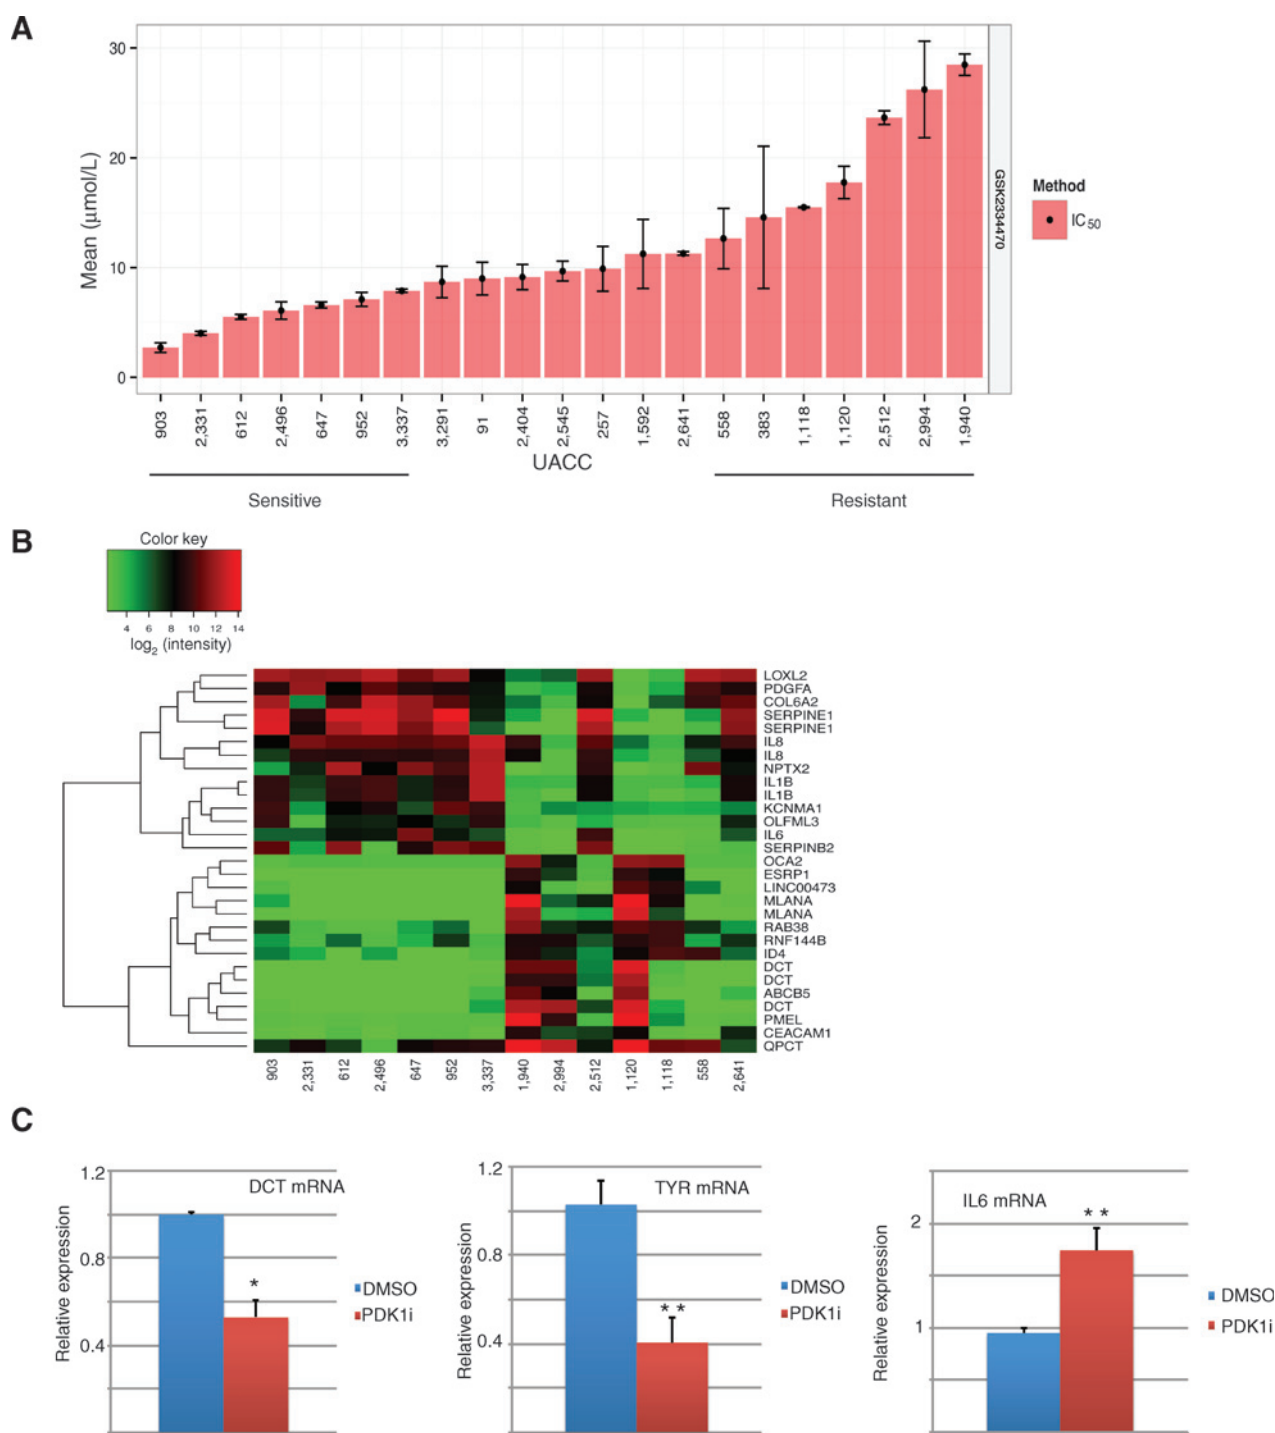 A
30
20
10
0
Mean (µmol/L)
903 2,331 612 2,496 647 952 3,337 3,291 91 2,404 2,545 257 1,592 2,641 558 383 1,118 1,120 2,512 2,994 1,940
UACC
Sensitive
Resistant
GSK2334470
Method
IC50
B
Color key
4 6 8 10 12 14
log2 (intensity)
LOXL2
PDGFA
COL6A2
SERPINE1
SERPINE1
IL8
IL8
NPTX2
IL1B
IL1B
KCNMA1
OLFML3
IL6
SERPINB2
OCA2
ESRP1
LINC00473
MLANA
MLANA
RAB38
RNF144B
ID4
DCT
DCT
ABCB5
DCT
PMEL
CEACAM1
QPCT
903 2,331 612 2,496 647 952 3,337 1,940 2,994 2,512 1,120 1,118 558 2,641
C
1.2
0.8
0.4
Relative expression
DCT mRNA
*
DMSO
PDK1i
1.2
0.8
0.4
Relative expression
TYR mRNA
* *
DMSO
PDK1i
2
1
Relative expression
IL6 mRNA
* *
DMSO
PDK1i